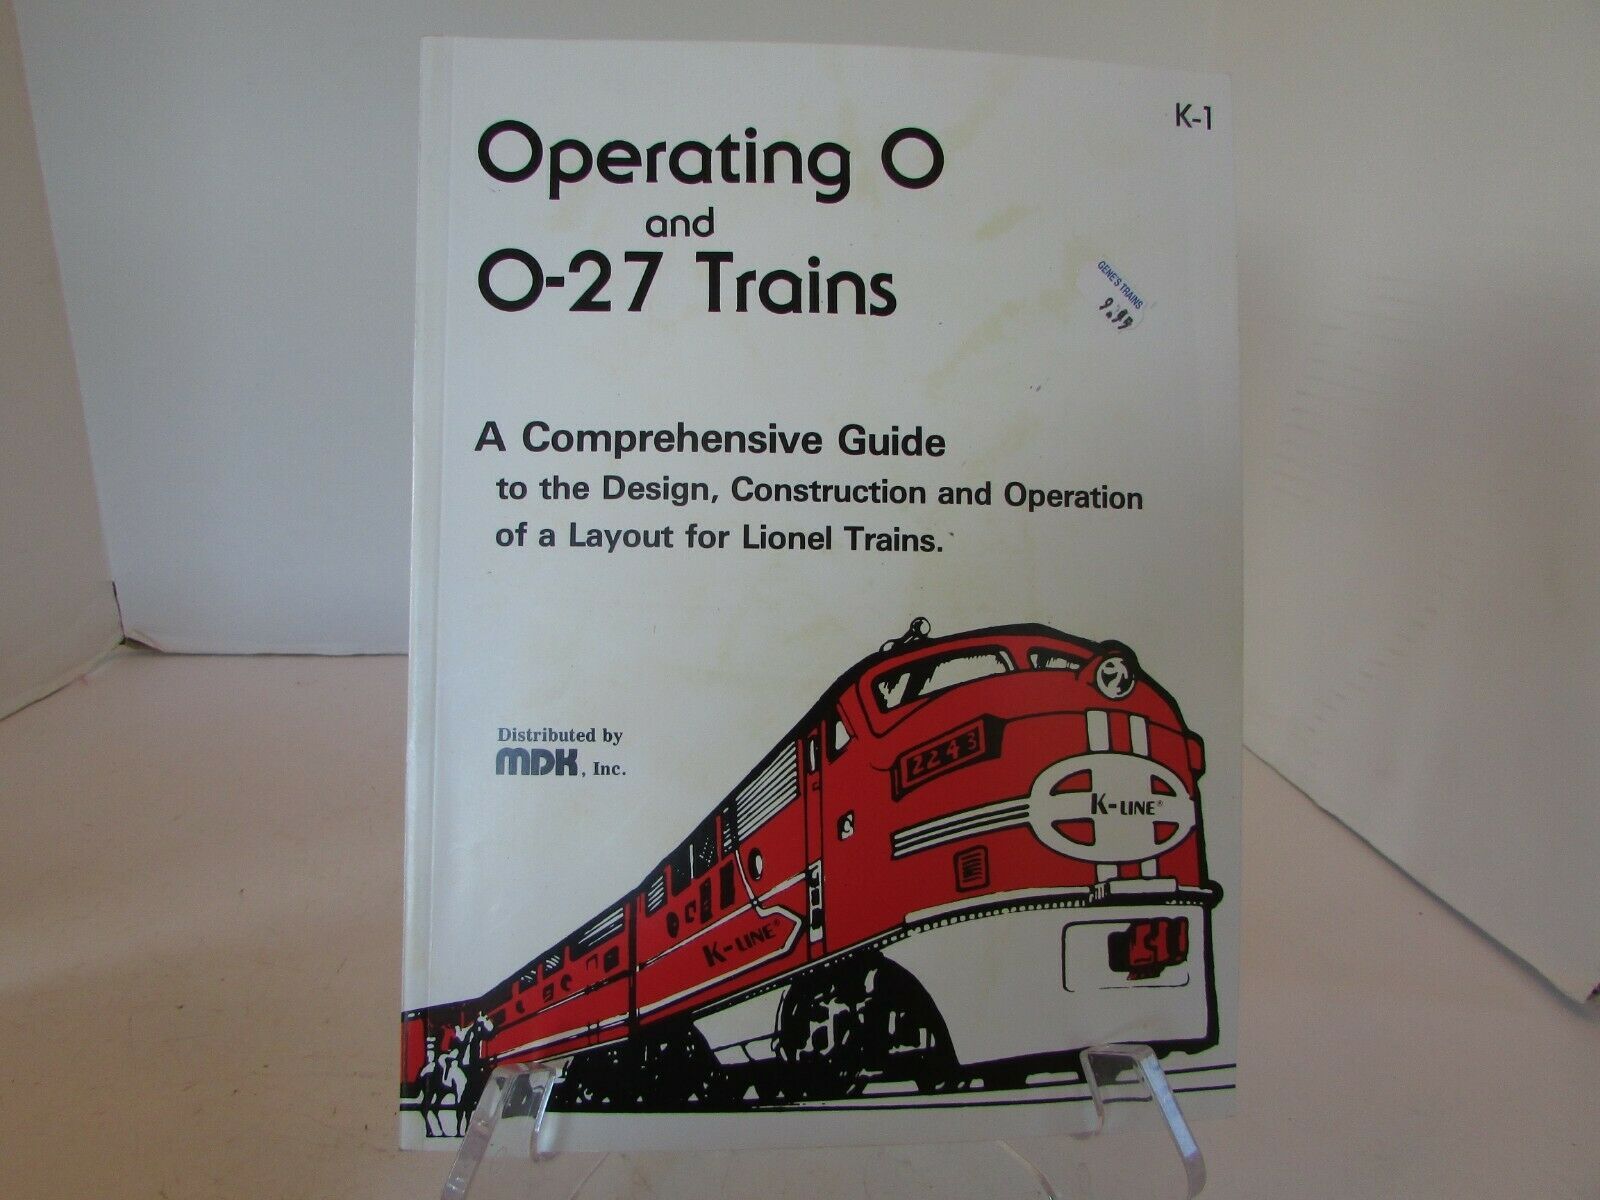 K-1
Operating O
and
O-27 Trains
GENE'S TRAINS
9.95
A Comprehensive Guide
to the Design, Construction and Operation
of a Layout for Lionel Trains.
Distributed by
MDK, Inc.
2243
K-LINE®
K-LINE®